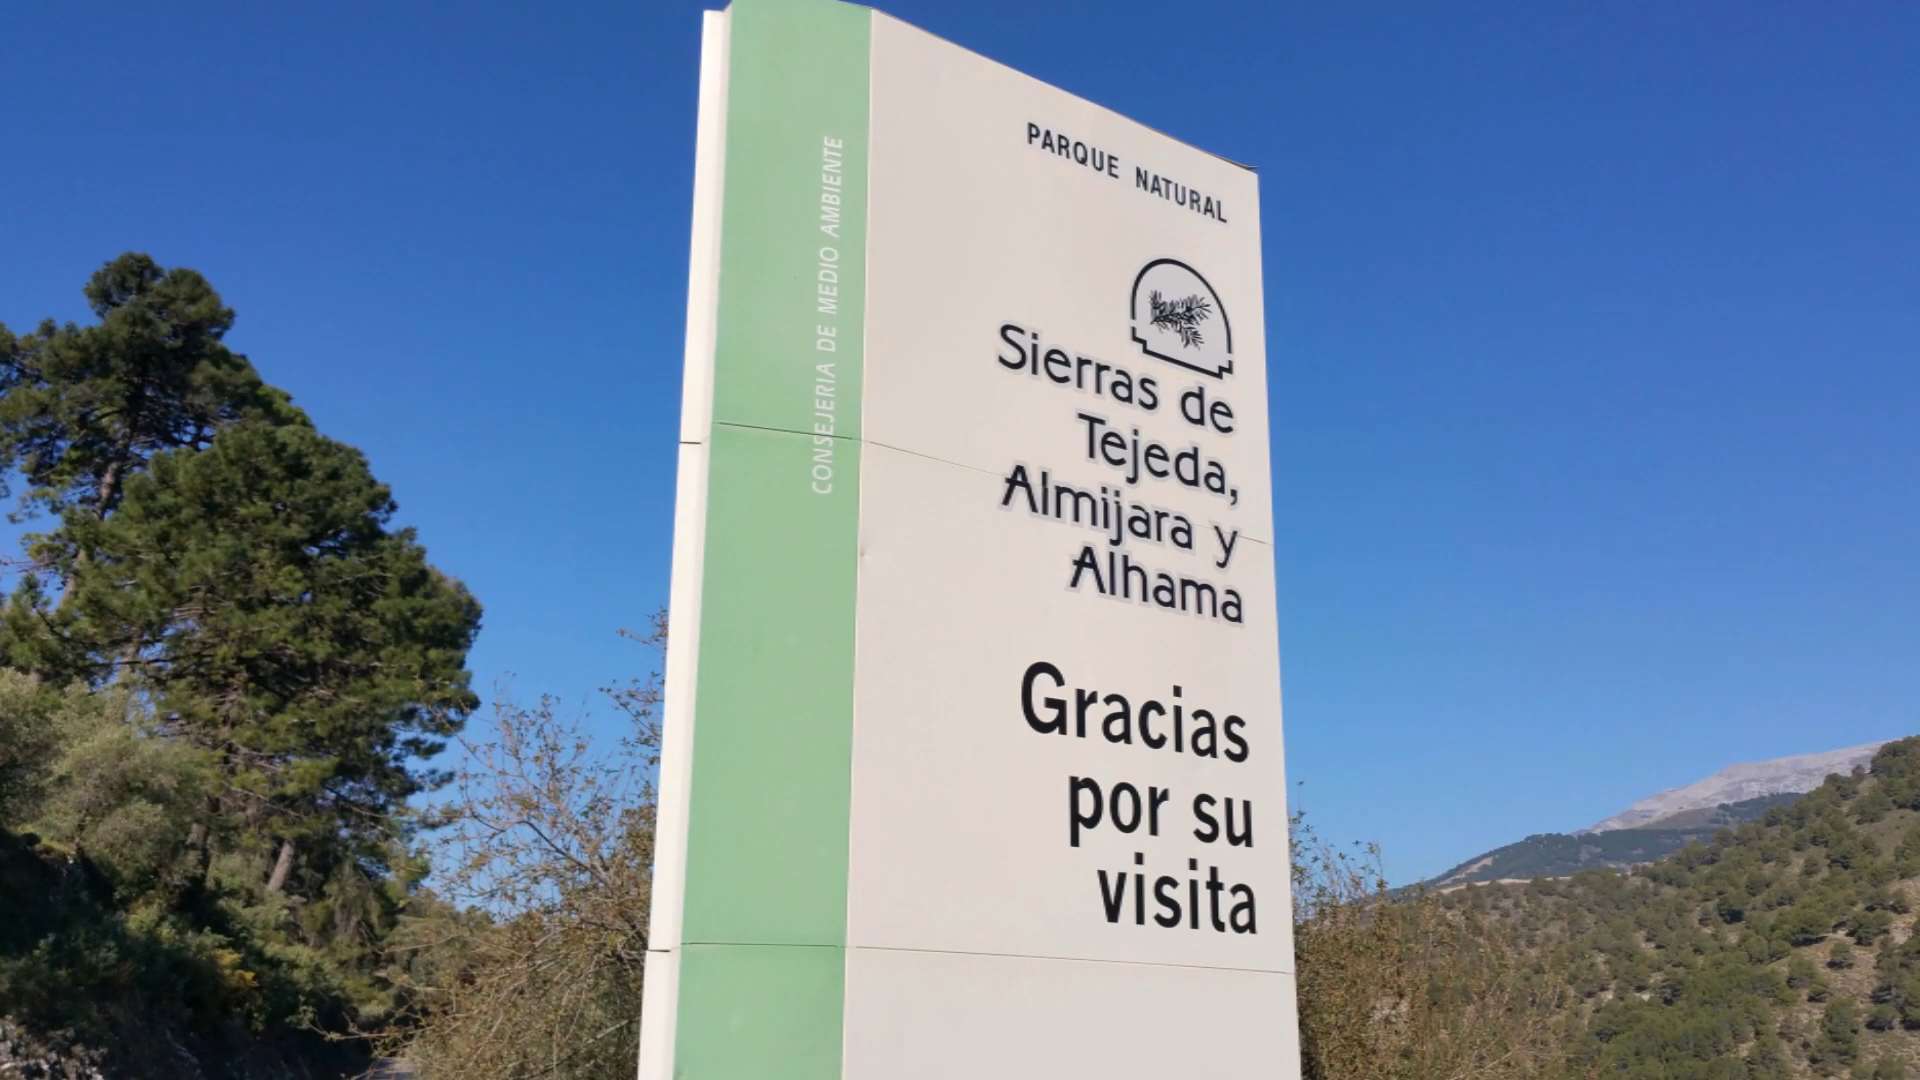 CONSEJERIA DE MEDIO AMBIENTE
PARQUE NATURAL
Sierras de
Tejeda,
Almijara y
Alhama
Gracias
por su
visita